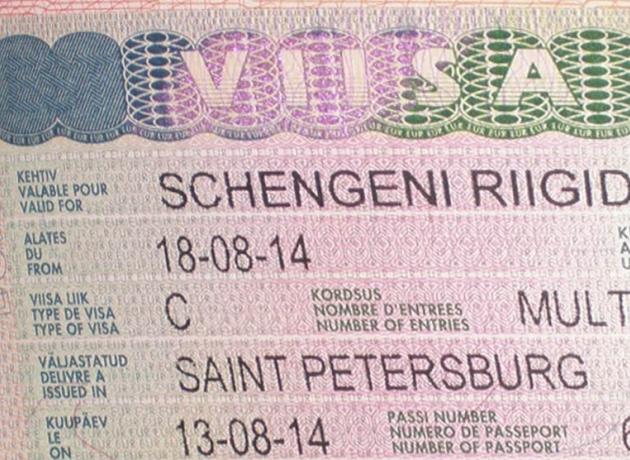 VIISA
KEHTIV
VALABLE POUR
VALID FOR
SCHENGENI RIIGID
ALATES
DU
FROM
18-08-14
VIISA LIIK
TYPE DE VISA
TYPE OF VISA
C
KORDSUS
NOMBRE D'ENTREES
NUMBER OF ENTRIES
MULT
VÄLJASTATUD
DELIVRE A
ISSUED IN
SAINT PETERSBURG
KUUPÄEV
LE
ON
13-08-14
PASSI NUMBER
NUMERO DE PASSEPORT
NUMBER OF PASSPORT
6